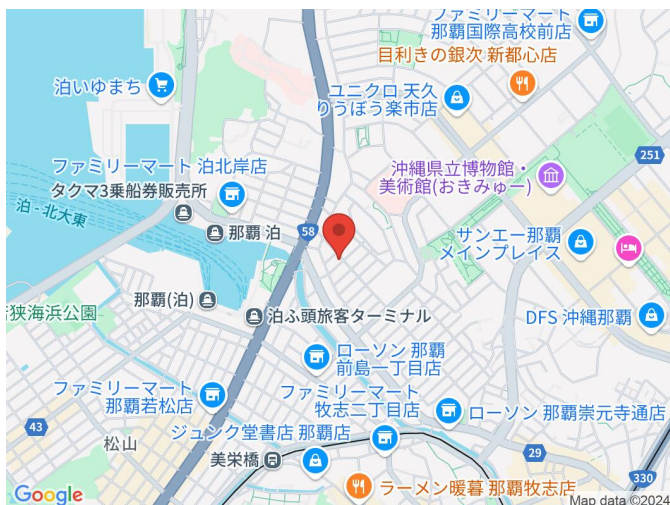 ファミリーマート
那覇国際高校前店
目利きの銀次 新都心店
泊いゆまち
ユニクロ 天久
りうぼう楽市店
251
沖縄県立博物館・
美術館(おきみゅー)
ファミリーマート 泊北岸店
タクマ3乗船券販売所
泊 - 北大東
那覇 泊
58
サンエー那覇
メインプレイス
那覇(泊)
若狭海浜公園
泊ふ頭旅客ターミナル
DFS 沖縄那覇
ローソン 那覇
前島一丁目店
ファミリーマート
那覇若松店
ファミリーマート
牧志二丁目店
ローソン 那覇崇元寺通店
43
松山
ジュンク堂書店 那覇店
美栄橋
29
330
ラーメン暖暮 那覇牧志店
Google
Map data ©2024